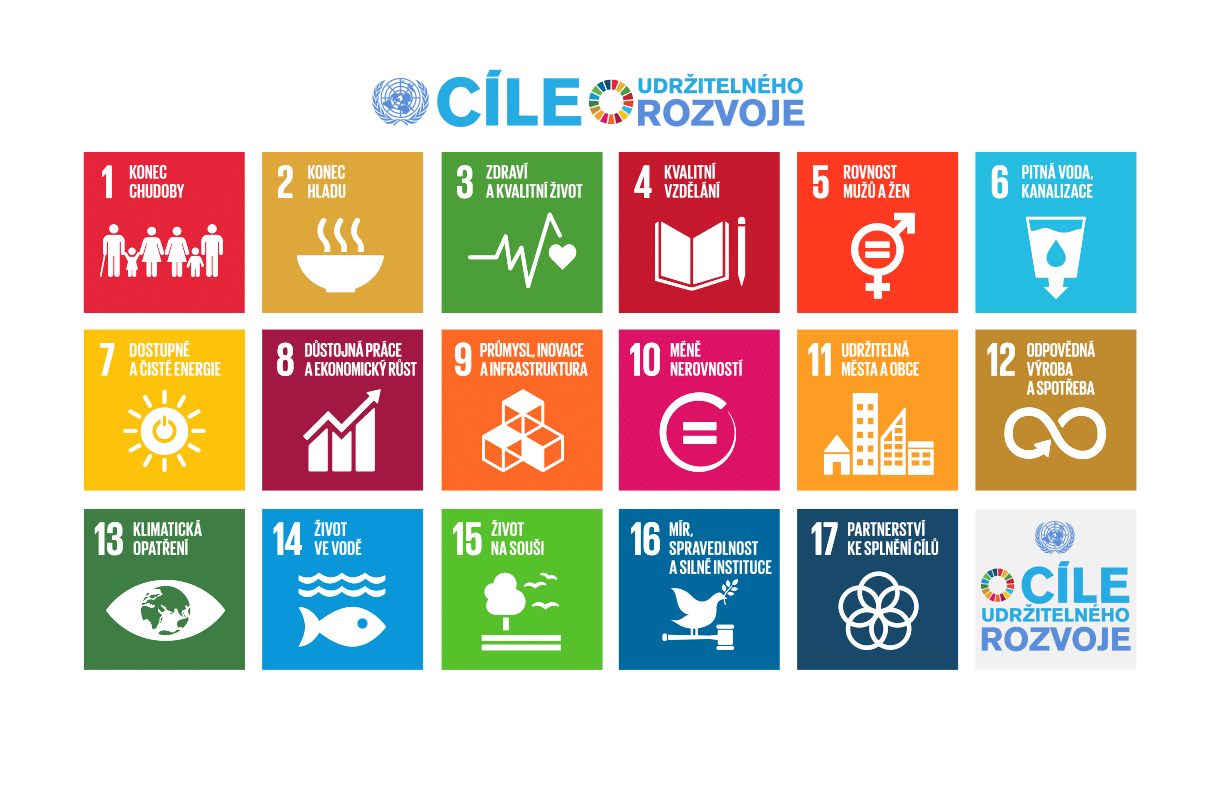 CÍLE
UDRŽITELNÉHO
ROZVOJE
1 KONEC
CHUDOBY
2 KONEC
HLADU
3 ZDRAVÍ
A KVALITNÍ ŽIVOT
4 KVALITNÍ
VZDĚLÁNÍ
5 ROVNOST
MUŽŮ A ŽEN
6 PITNÁ VODA,
KANALIZACE
7 DOSTUPNÉ
A ČISTÉ ENERGIE
8 DŮSTOJNÁ PRÁCE
A EKONOMICKÝ RŮST
9 PRŮMYSL, INOVACE
A INFRASTRUKTURA
10 MÉNĚ
NEROVNOSTÍ
11 UDRŽITELNÁ
MĚSTA A OBCE
12 ODPOVĚDNÁ
VÝROBA
A SPOTŘEBA
13 KLIMATICKÁ
OPATŘENÍ
14 ŽIVOT
VE VODĚ
15 ŽIVOT
NA SOUŠI
16 MÍR,
SPRAVEDLNOST
A SILNÉ INSTITUCE
17 PARTNERSTVÍ
KE SPLNĚNÍ CÍLŮ
CÍLE
UDRŽITELNÉHO
ROZVOJE